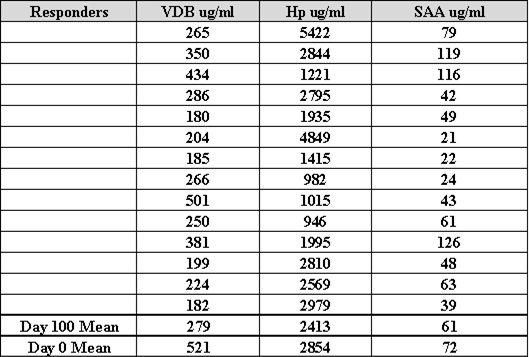 Responders VDB ug/ml Hp ug/ml SAA ug/ml
265 5422 79
350 2844 119
434 1221 116
286 2795 42
180 1935 49
204 4849 21
185 1415 22
266 982 24
501 1015 43
250 946 61
381 1995 126
199 2810 48
224 2569 63
182 2979 39
Day 100 Mean 279 2413 61
Day 0 Mean 521 2854 72